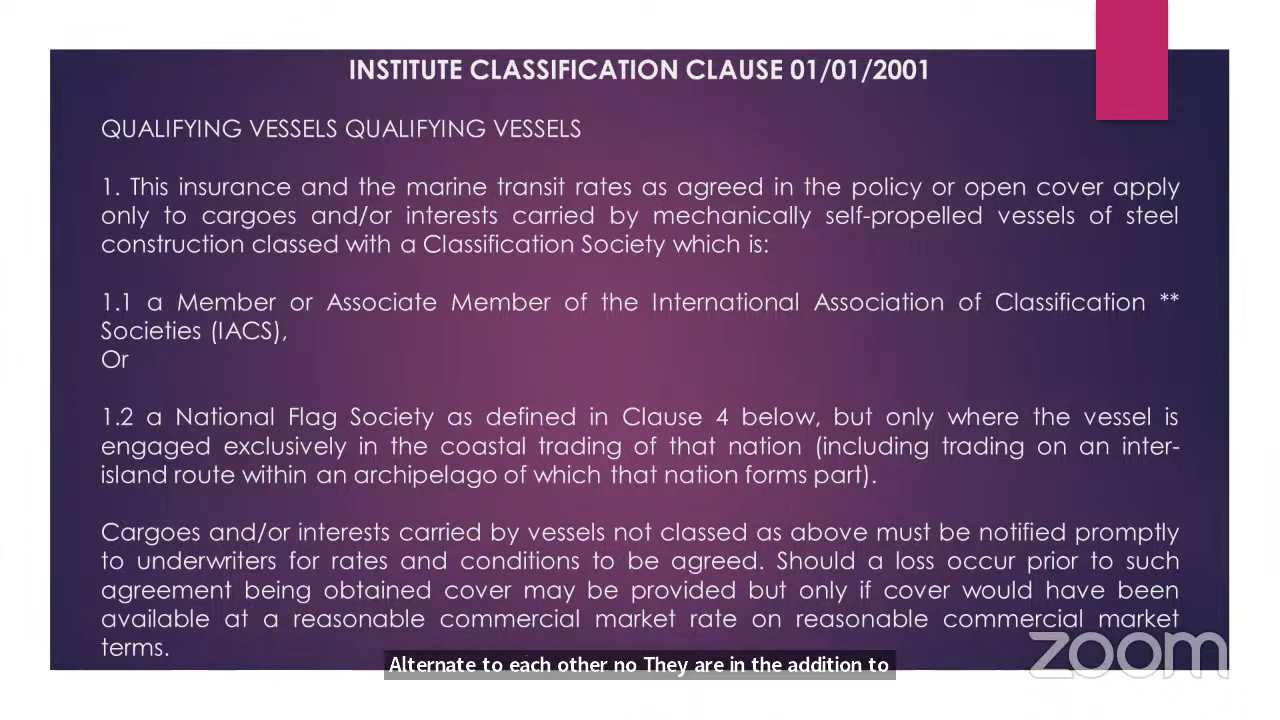 INSTITUTE CLASSIFICATION CLAUSE 01/01/2001
QUALIFYING VESSELS QUALIFYING VESSELS
1. This insurance and the marine transit rates as agreed in the policy or open cover apply
only to cargoes and/or interests carried by mechanically self-propelled vessels of steel
construction classed with a Classification Society which is:
1.1 a Member or Associate Member of the International Association of Classification **
Societies (IACS),
Or
1.2 a National Flag Society as defined in Clause 4 below, but only where the vessel is
engaged exclusively in the coastal trading of that nation (including trading on an inter-
island route within an archipelago of which that nation forms part).
Cargoes and/or interests carried by vessels not classed as above must be notified promptly
to underwriters for rates and conditions to be agreed. Should a loss occur prior to such
agreement being obtained cover may be provided but only if cover would have been
available at a reasonable commercial market rate on reasonable commercial market
terms.
zoom
Alternate to each other no They are in the addition to